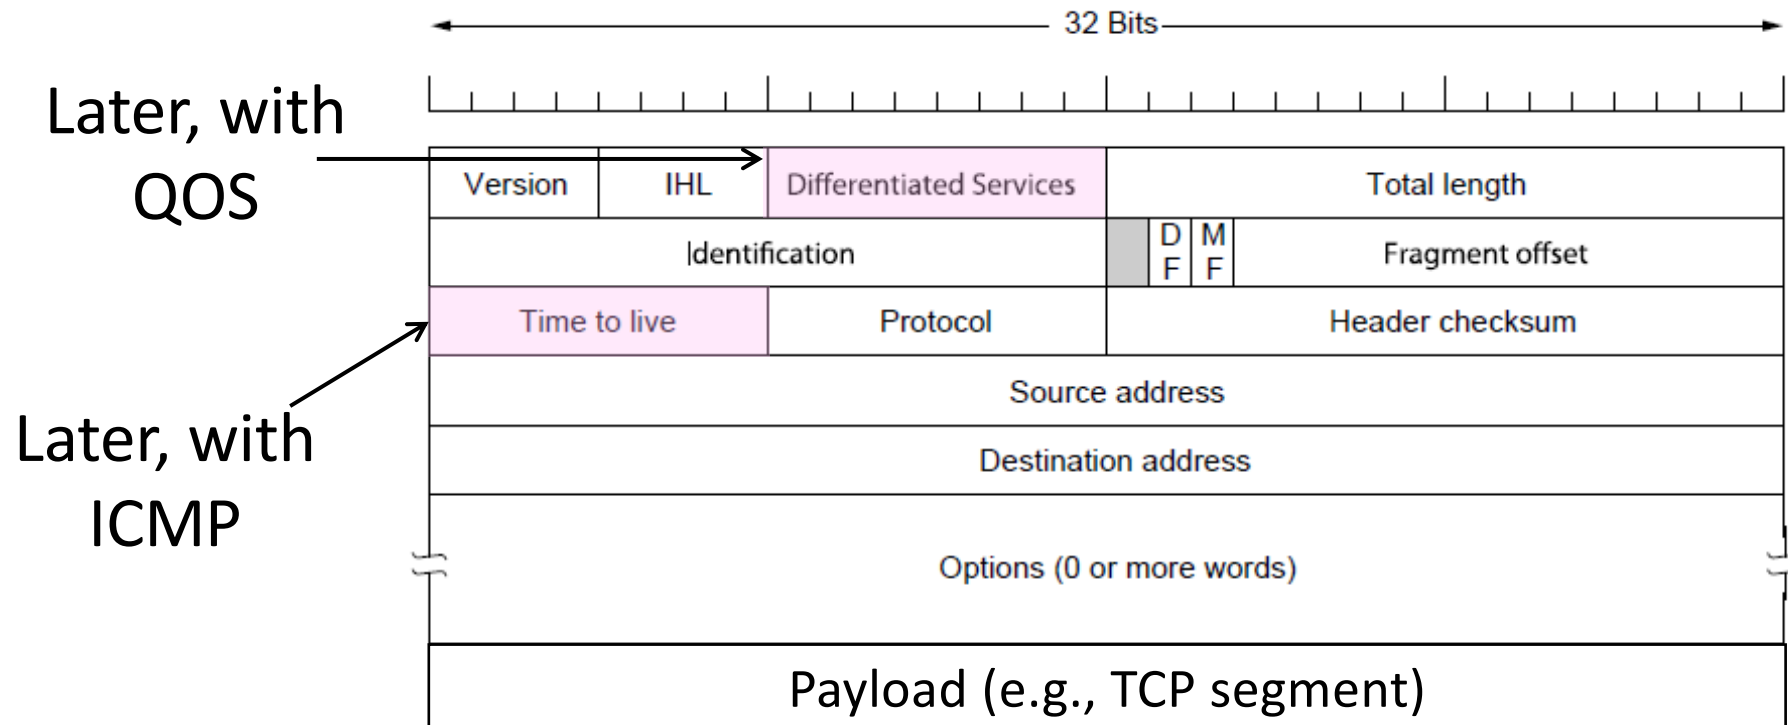 32 Bits
Later, with
QOS
Version IHL Differentiated Services Total length
Identification D F M F Fragment offset
Time to live Protocol Header checksum
Source address
Later, with
ICMP
Destination address
Options (0 or more words)
Payload (e.g., TCP segment)